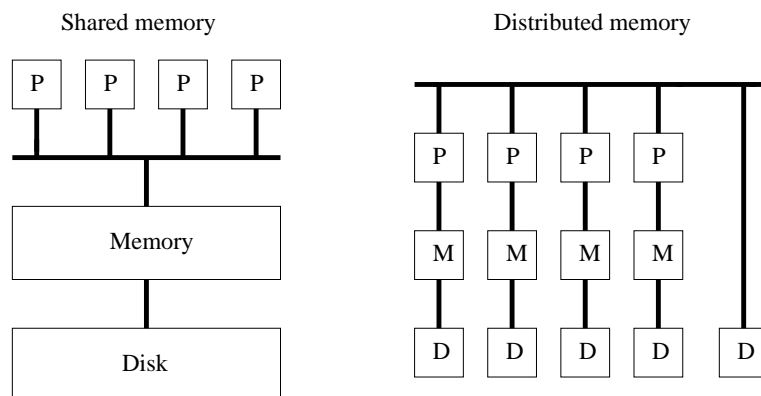 Shared memory
Distributed memory
P P P P
P P P P
Memory
M M M M
Disk
D D D D D